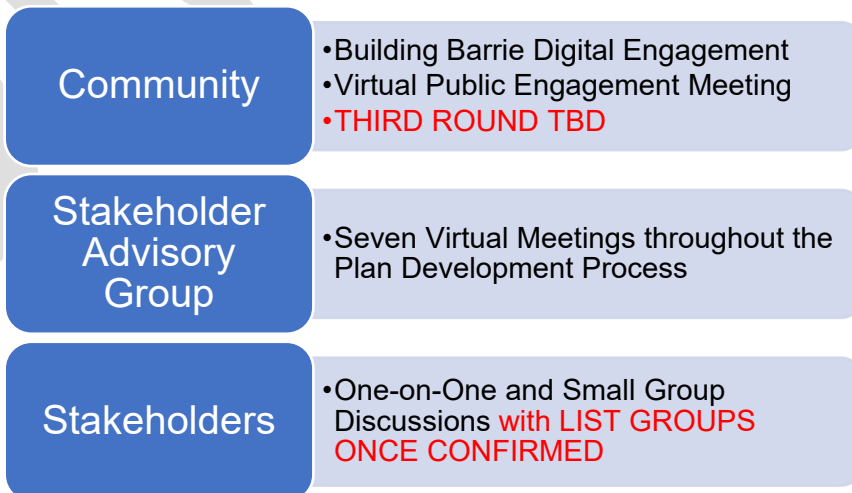 Community
•Building Barrie Digital Engagement
•Virtual Public Engagement Meeting
•THIRD ROUND TBD
Stakeholder
Advisory
Group
•Seven Virtual Meetings throughout the
Plan Development Process
Stakeholders
•One-on-One and Small Group
Discussions with LIST GROUPS
ONCE CONFIRMED